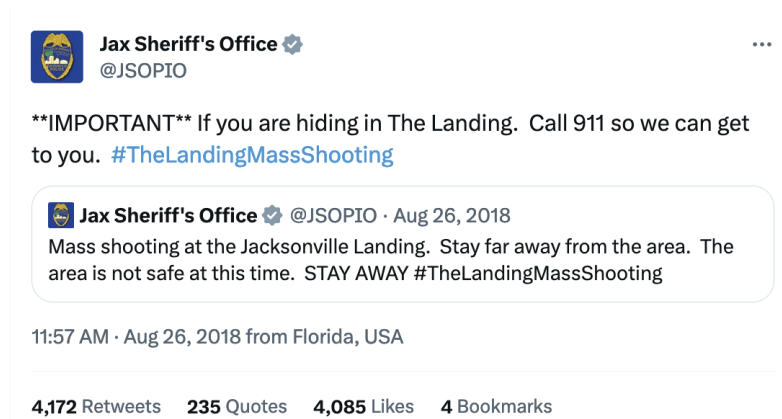 Jax Sheriff's Office
@JSOPIO
**IMPORTANT** If you are hiding in The Landing.  Call 911 so we can get
to you.  #TheLandingMassShooting
Jax Sheriff's Office @JSOPIO · Aug 26, 2018
Mass shooting at the Jacksonville Landing.  Stay far away from the area.  The
area is not safe at this time.  STAY AWAY #TheLandingMassShooting
11:57 AM · Aug 26, 2018 from Florida, USA
4,172 Retweets 235 Quotes 4,085 Likes 4 Bookmarks